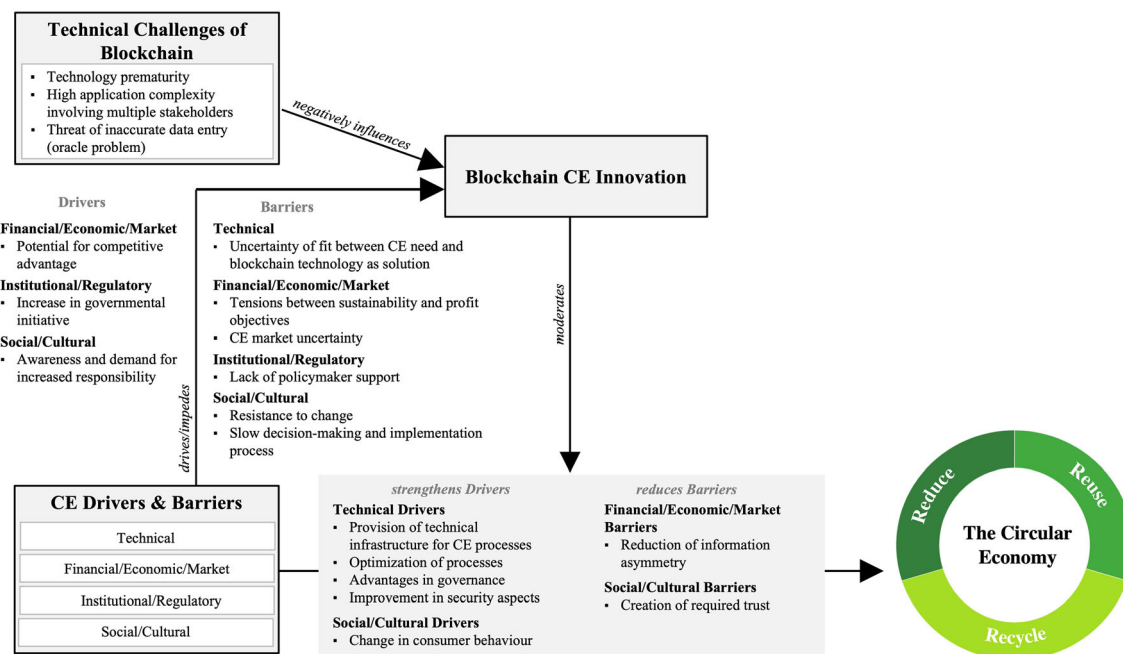 Technical Challenges of
Blockchain
▪ Technology prematurity
▪ High application complexity
involving multiple stakeholders
▪ Threat of inaccurate data entry
(oracle problem)
negatively influences
Blockchain CE Innovation
Drivers
Financial/Economic/Market
▪ Potential for competitive
advantage
Institutional/Regulatory
▪ Increase in governmental
initiative
Social/Cultural
▪ Awareness and demand for
increased responsibility
drives/impedes
Barriers
Technical
▪ Uncertainty of fit between CE need and
blockchain technology as solution
Financial/Economic/Market
▪ Tensions between sustainability and profit
objectives
▪ CE market uncertainty
Institutional/Regulatory
▪ Lack of policymaker support
Social/Cultural
▪ Resistance to change
▪ Slow decision-making and implementation
process
moderates
CE Drivers & Barriers
Technical
Financial/Economic/Market
Institutional/Regulatory
Social/Cultural
strengthens Drivers
Technical Drivers
▪ Provision of technical
infrastructure for CE processes
▪ Optimization of processes
▪ Advantages in governance
▪ Improvement in security aspects
Social/Cultural Drivers
▪ Change in consumer behaviour
reduces Barriers
Financial/Economic/Market
Barriers
▪ Reduction of information
asymmetry
Social/Cultural Barriers
▪ Creation of required trust
Reduce
Reuse
The Circular
Economy
Recycle